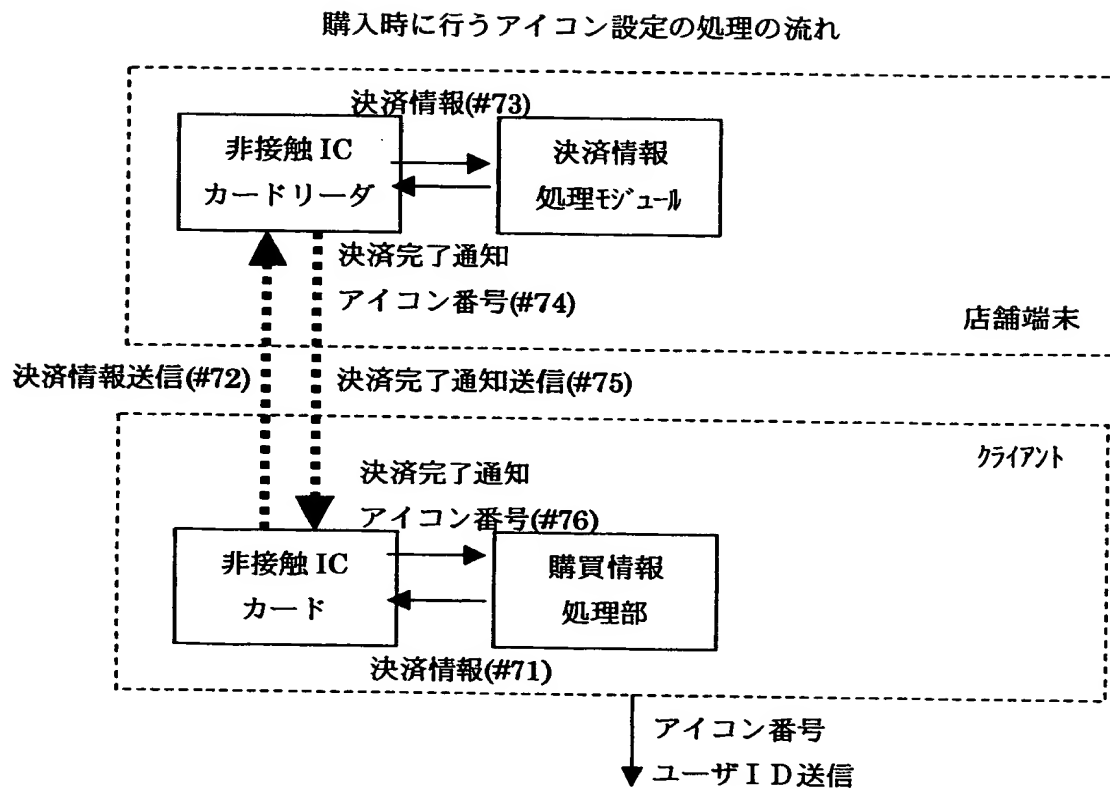 購入時に行うアイコン設定の処理の流れ
決済情報(#73)
非接触 IC
カードリーダ
決済情報
処理ﾓｼﾞｭｰﾙ
決済完了通知
アイコン番号(#74)
店舗端末
決済情報送信(#72)
決済完了通知送信(#75)
クライアント
決済完了通知
アイコン番号(#76)
非接触 IC
カード
購買情報
処理部
決済情報(#71)
アイコン番号
ユーザＩＤ送信